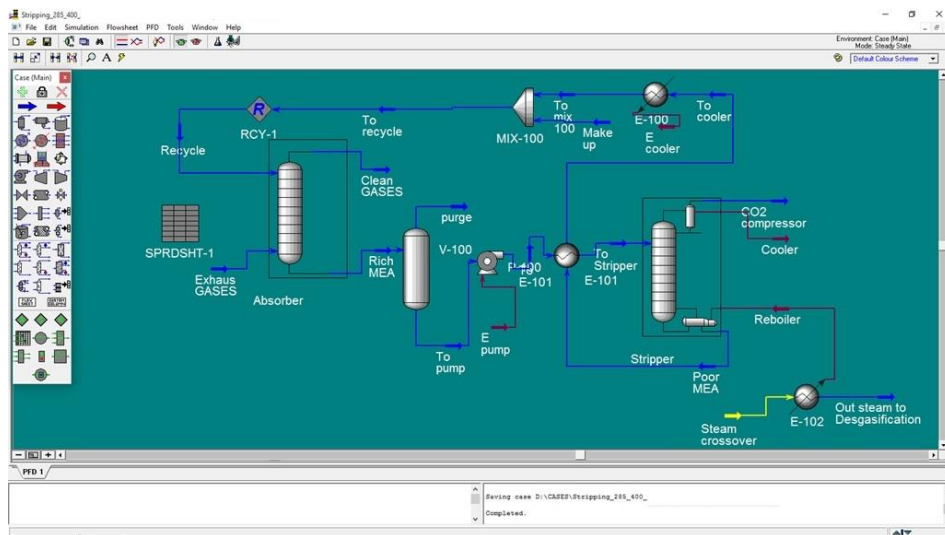 Stripping_285_400_
File Edit Simulation Flowsheet PFD Tools Window Help
Environment: Case (Main)
Mode: Steady State
Default Colour Scheme
Case (Main)
R
RCY-1
To
recycle
MIX-100
To
mix
100
Make
up
E-100
E
cooler
To
cooler
Recycle
Clean
GASES
SPRDSHT-1
Exhaus
GASES
Absorber
Rich
MEA
purge
V-100
To
pump
P-100
E
pump
To
E-101
E-101
To
Stripper
CO2
compressor
Cooler
Reboiler
Stripper
Poor
MEA
Steam
crossover
E-102
Out steam to
Desgasification
PFD 1
Saving case D:\CASES\Stripping_285_400_
Completed.